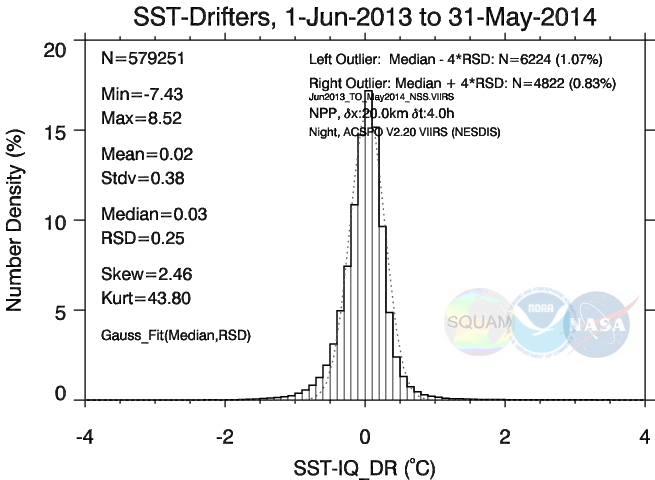 SST-Drifters, 1-Jun-2013 to 31-May-2014
N=579251
Min=-7.43
Max=8.52
Mean=0.02
Stdv=0.38
Median=0.03
RSD=0.25
Skew=2.46
Kurt=43.80
Gauss_Fit(Median,RSD)
Left Outlier: Median - 4*RSD: N=6224 (1.07%)
Right Outlier: Median + 4*RSD: N=4822 (0.83%)
Jun2013_TO_May2014_NSS.VIIRS
NPP, δx:20.0km δt:4.0h
Night, ACSPO V2.20 VIIRS (NESDIS)
SQUAM
NOAA
NASA
Number Density (%)
20
15
10
5
0
-4 -2 0 2 4
SST-IQ_DR (°C)